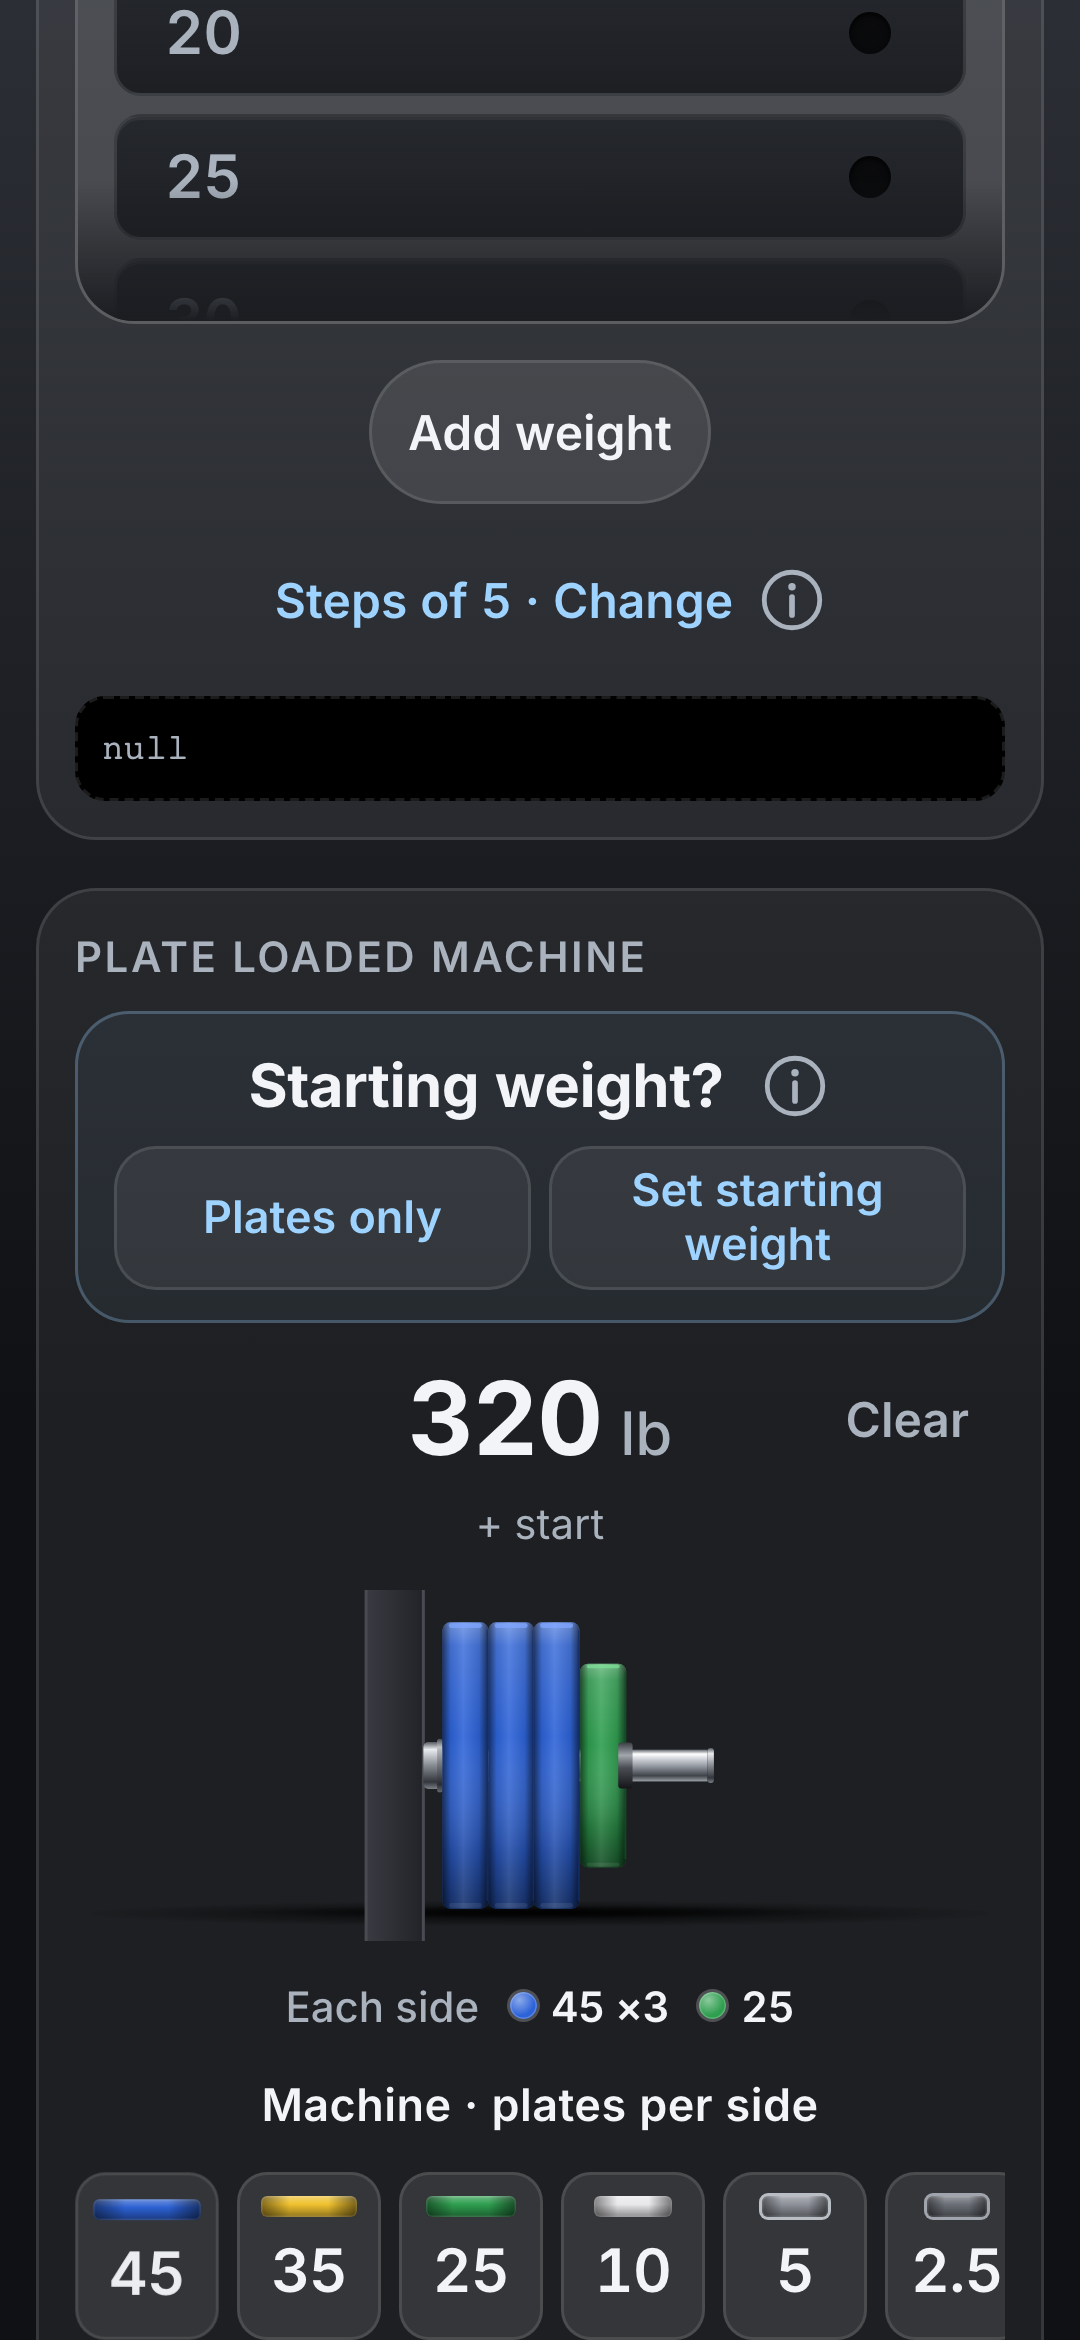 20
25
30
Add weight
Steps of 5 · Change
null
PLATE LOADED MACHINE
Starting weight?
Plates only
Set starting
weight
320 lb
Clear
+ start
Each side 45 ×3 25
Machine · plates per side
45 35 25 10 5 2.5